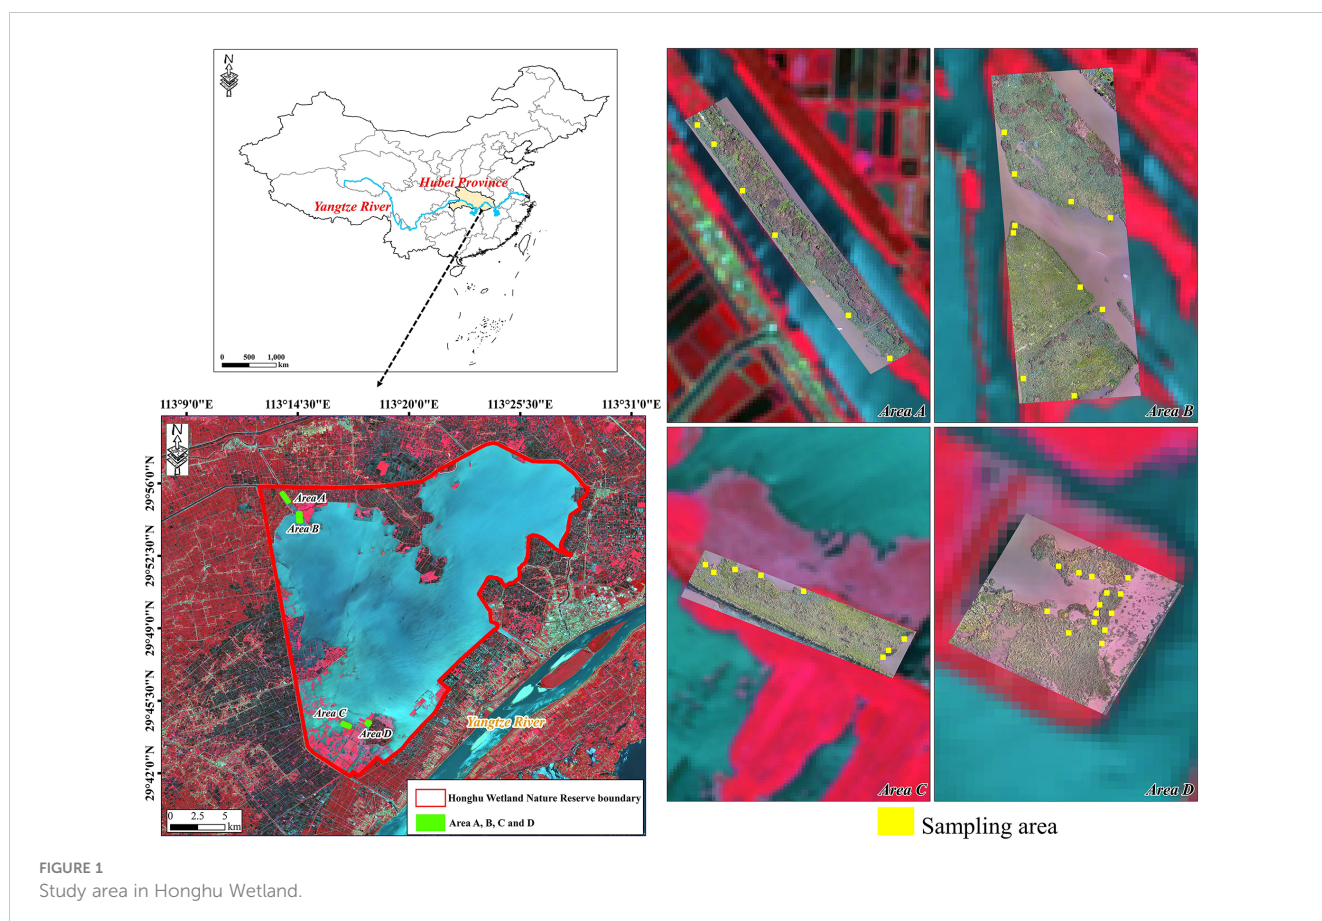 N
Hubei Province
Yangtze River
0 500 1,000
km
113°9'0"E 113°14'30"E 113°20'0"E 113°25'30"E 113°31'0"E
N
29°56'0"N
29°52'30"N
29°49'0"N
29°45'30"N
29°42'0"N
Area A
Area B
Area C
Area D
Yangtze River
Honghu Wetland Nature Reserve boundary
Area A, B, C and D
0 2.5 5
km
Area A
Area B
Area C
Area D
Sampling area
FIGURE 1
Study area in Honghu Wetland.